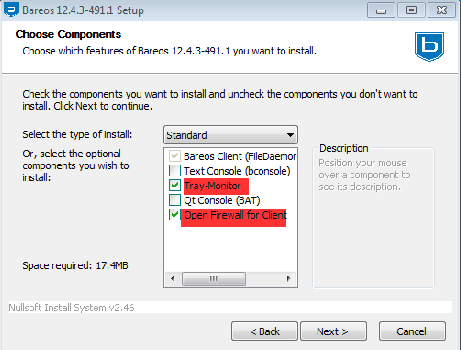 Bareos 12.4.3-491.1 Setup
Choose Components
Choose which features of Bareos 12.4.3-491.1 you want to install.
b
Check the components you want to install and uncheck the components you don't want to
install. Click Next to continue.
Select the type of install:
Standard
Or, select the optional
components you wish to
install:
Bareos Client (FileDaemon
Text Console (bconsole)
Tray-Monitor
Qt Console (BAT)
Open Firewall for Client
Description
Position your mouse
over a component to
see its description.
Space required: 17.4MB
Nullsoft Install System v2.46
< Back
Next >
Cancel